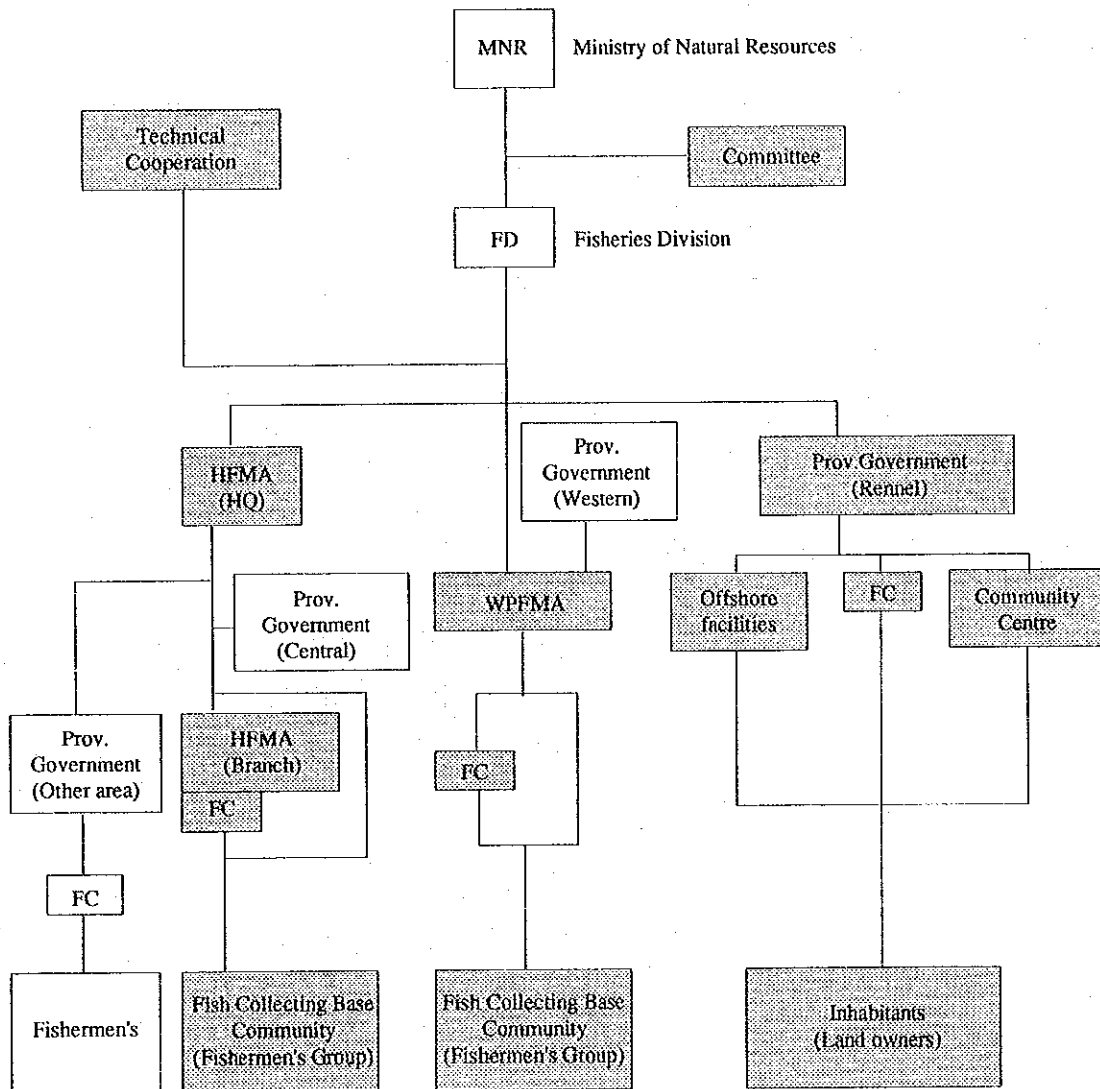 MNR Ministry of Natural Resources
Technical
Cooperation
Committee
FD Fisheries Division
HFMA
(HQ)
Prov.
Government
(Western)
Prov.Government
(Rennel)
Prov.
Government
(Central)
WPFMA
Offshore
facilities
FC
Community
Centre
Prov.
Government
(Other area)
HFMA
(Branch)
FC
FC
FC
Fishermen's
Fish Collecting Base
Community
(Fishermen's Group)
Fish Collecting Base
Community
(Fishermen's Group)
Inhabitants
(Land owners)